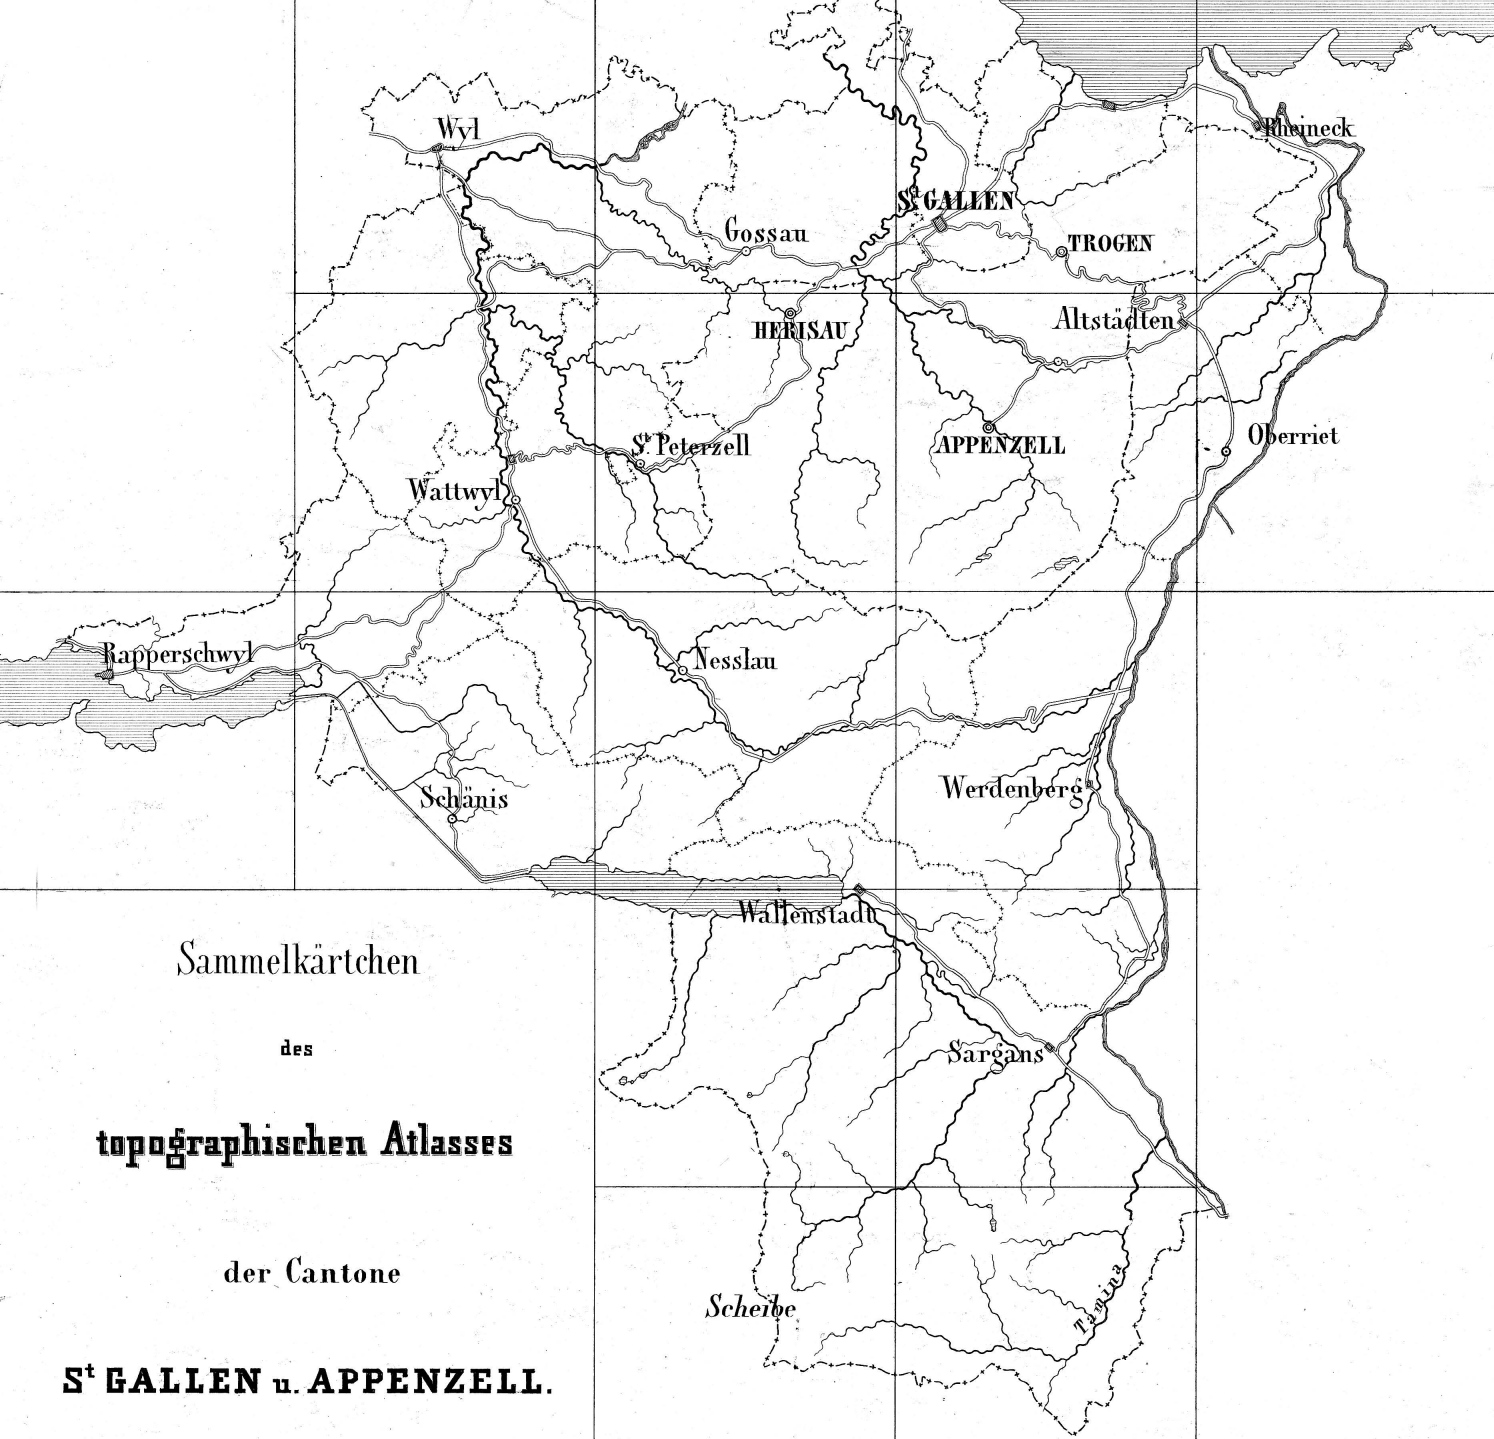 Wyl
Rheineck
St GALLEN
Gossau
TROGEN
HERISAU
Altstädten
APPENZELL
Oberriet
St. Peterzell
Wattwyl
Rapperschwyl
Nesslau
Werdenberg
Schänis
Wallenstadt
Sargans
Scheibe
Tamina
Sammelkärtchen
des
topographischen Atlasses
der Cantone
St GALLEN u. APPENZELL.